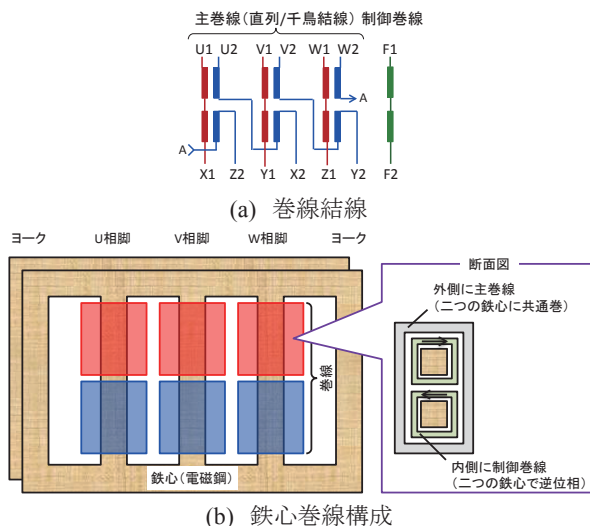 主巻線(直列/千鳥結線) 制御巻線
U1 U2 V1 V2 W1 W2 F1
A
A
X1 Z2 Y1 X2 Z1 Y2 F2
(a) 巻線結線
ヨーク U相脚 V相脚 W相脚 ヨーク
断面図
外側に主巻線
(二つの鉄心に共通巻)
巻線
鉄心(電磁鋼)
内側に制御巻線
(二つの鉄心で逆位相)
(b) 鉄心巻線構成